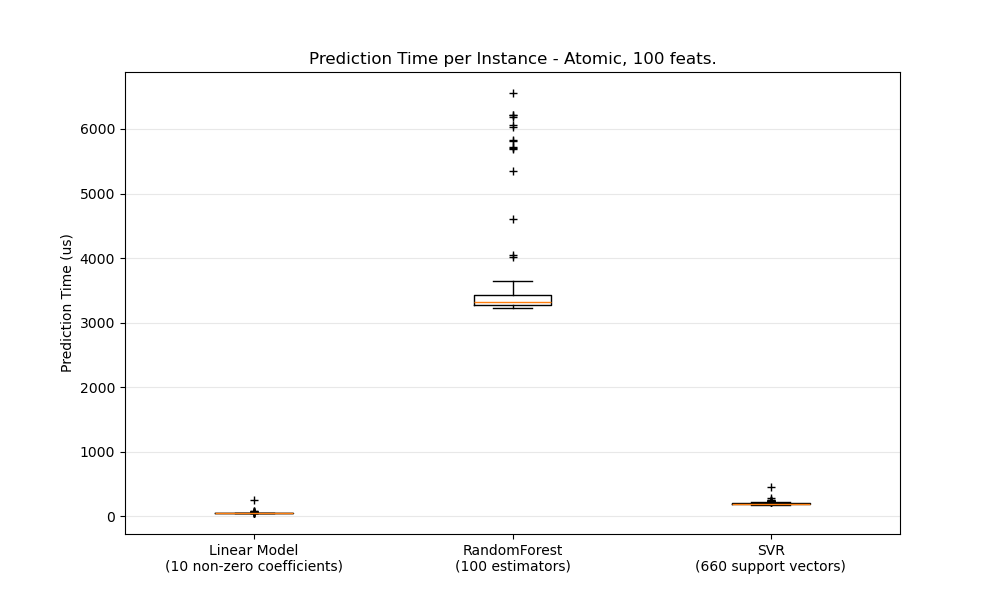 Prediction Time per Instance - Atomic, 100 feats.
Prediction Time (us)
6000
5000
4000
3000
2000
1000
0
Linear Model
(10 non-zero coefficients)
RandomForest
(100 estimators)
SVR
(660 support vectors)